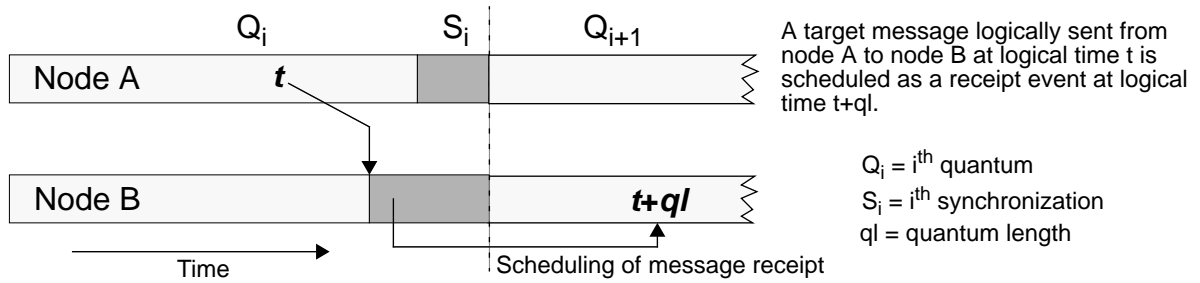 Q_i S_i Q_{i+1}
Node A t
Node B t+ql
Time
Scheduling of message receipt
A target message logically sent from
node A to node B at logical time t is
scheduled as a receipt event at logical
time t+ql.
Q_i = i^{th} quantum
S_i = i^{th} synchronization
ql = quantum length